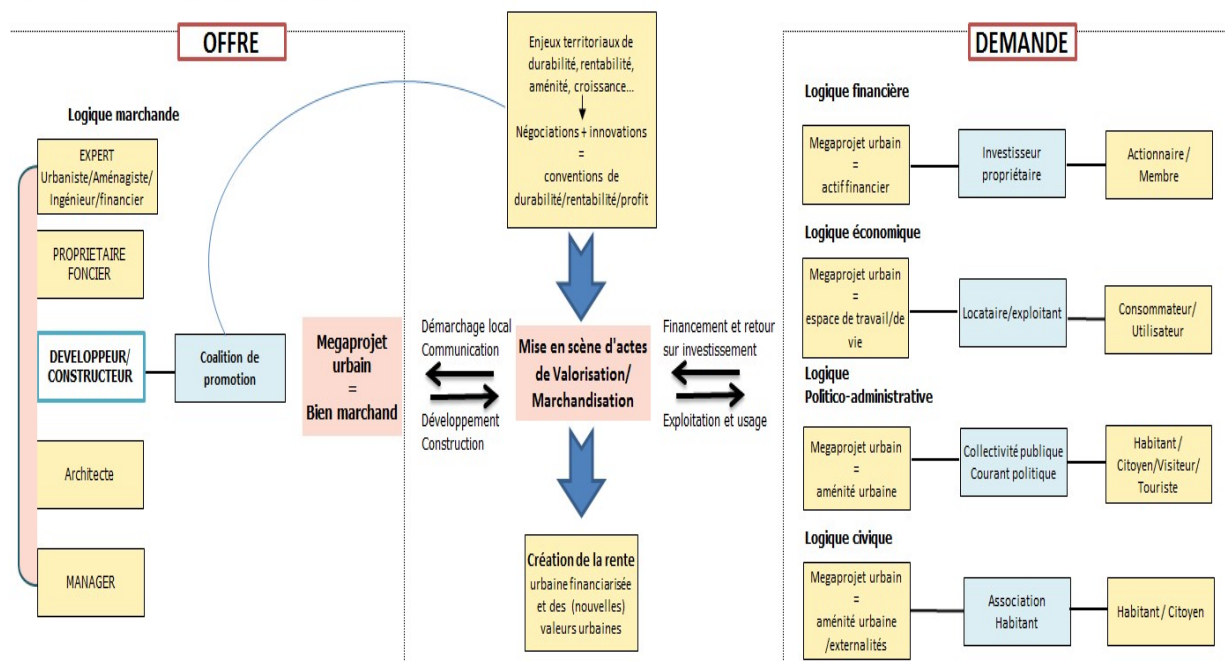 OFFRE
Logique marchande
EXPERT
Urbaniste/Aménagiste/
Ingénieur/financier
PROPRIETAIRE
FONCIER
DEVELOPPEUR/
CONSTRUCTEUR
Architecte
MANAGER
Coalition de
promotion
Megaprojet
urbain
=
Bien marchand
Enjeux territoriaux de
durabilité, rentabilité,
aménité, croissance...
Négociations + innovations
=
conventions de
durabilité/rentabilité/profit
Démarchage local
Communication
Développement
Construction
Mise en scène d'actes
de Valorisation/
Marchandisation
Financement et retour
sur investissement
Exploitation et usage
Création de la rente
urbaine financiarisée
et des (nouvelles)
valeurs urbaines
DEMANDE
Logique financière
Megaprojet urbain
=
actif financier
Investisseur
propriétaire
Actionnaire /
Membre
Logique économique
Megaprojet urbain
=
espace de travail/de
vie
Locataire/exploitant
Consommateur/
Utilisateur
Logique
Politico-administrative
Megaprojet urbain
=
aménité urbaine
Collectivité publique
Courant politique
Habitant /
Citoyen/Visiteur/
Touriste
Logique civique
Megaprojet urbain
=
aménité urbaine
/externalités
Association
Habitant
Habitant / Citoyen